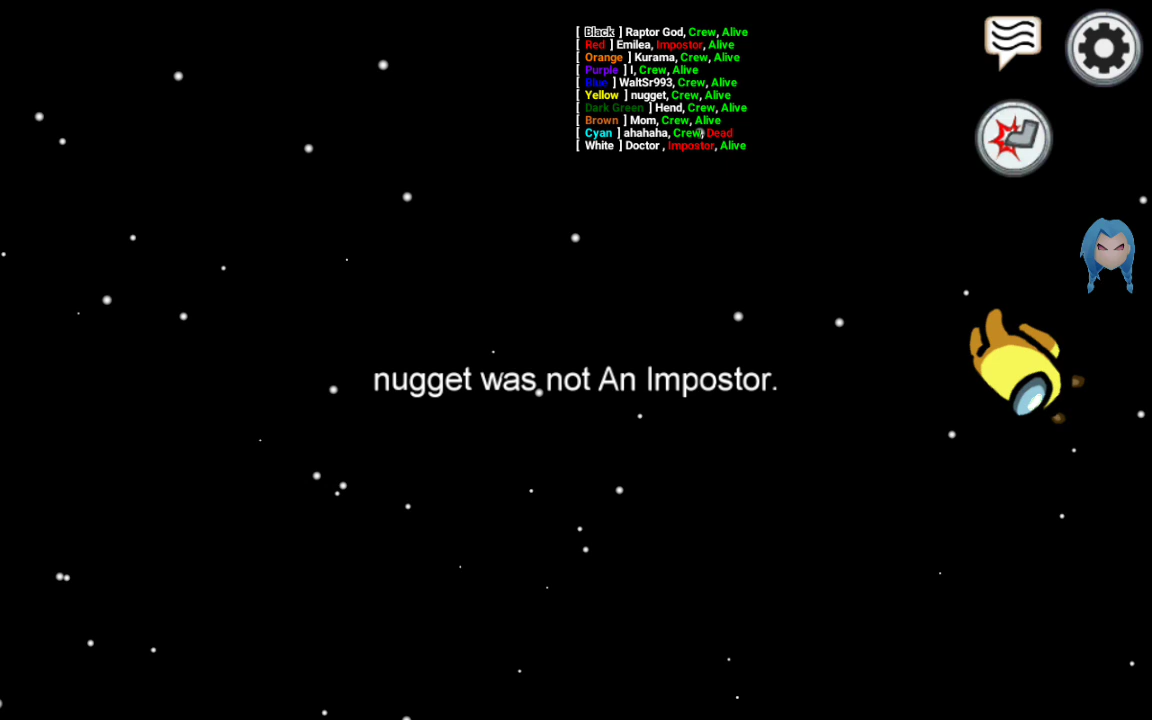 [ Black ] Raptor God, Crew, Alive
[ Red ] Emilea, Impostor, Alive
[ Orange ] Kurama, Crew, Alive
[ Purple ] I, Crew, Alive
[ Blue ] WaltSr993, Crew, Alive
[ Yellow ] nugget, Crew, Alive
[ Dark Green ] Hend, Crew, Alive
[ Brown ] Mom, Crew, Alive
[ Cyan ] ahahaha, Crew, Dead
[ White ] Doctor , Impostor, Alive
nugget was not An Impostor.